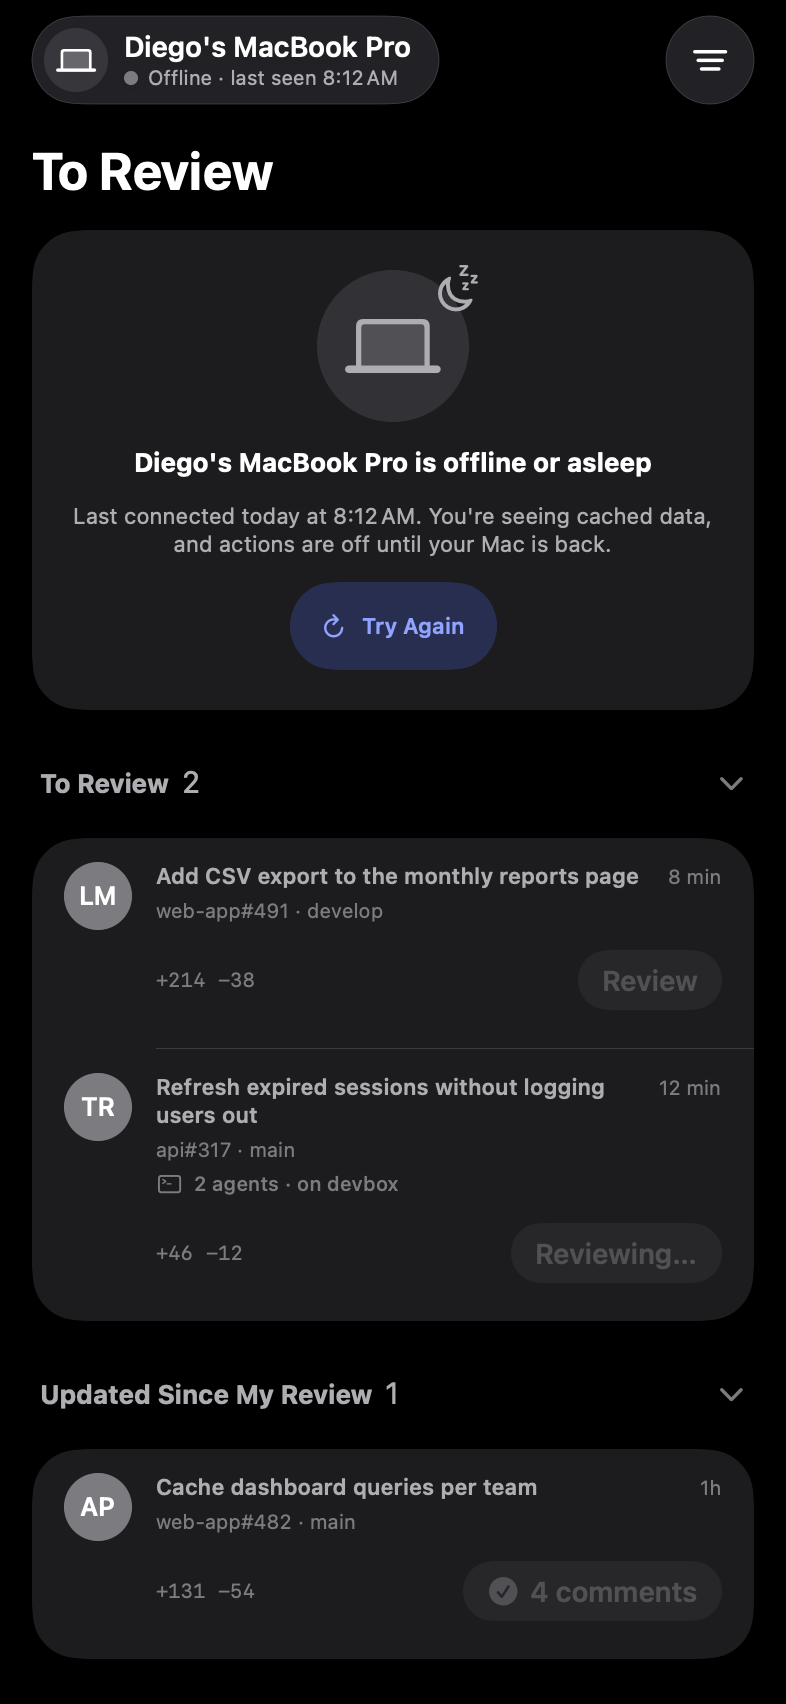 Diego's MacBook Pro
Offline · last seen 8:12 AM
To Review
z z z
Diego's MacBook Pro is offline or asleep
Last connected today at 8:12 AM. You're seeing cached data,
and actions are off until your Mac is back.
Try Again
To Review 2
LM
Add CSV export to the monthly reports page 8 min
web-app#491 · develop
+214 −38 Review
TR
Refresh expired sessions without logging 12 min
users out
api#317 · main
2 agents · on devbox
+46 −12 Reviewing...
Updated Since My Review 1
AP
Cache dashboard queries per team 1h
web-app#482 · main
+131 −54 4 comments